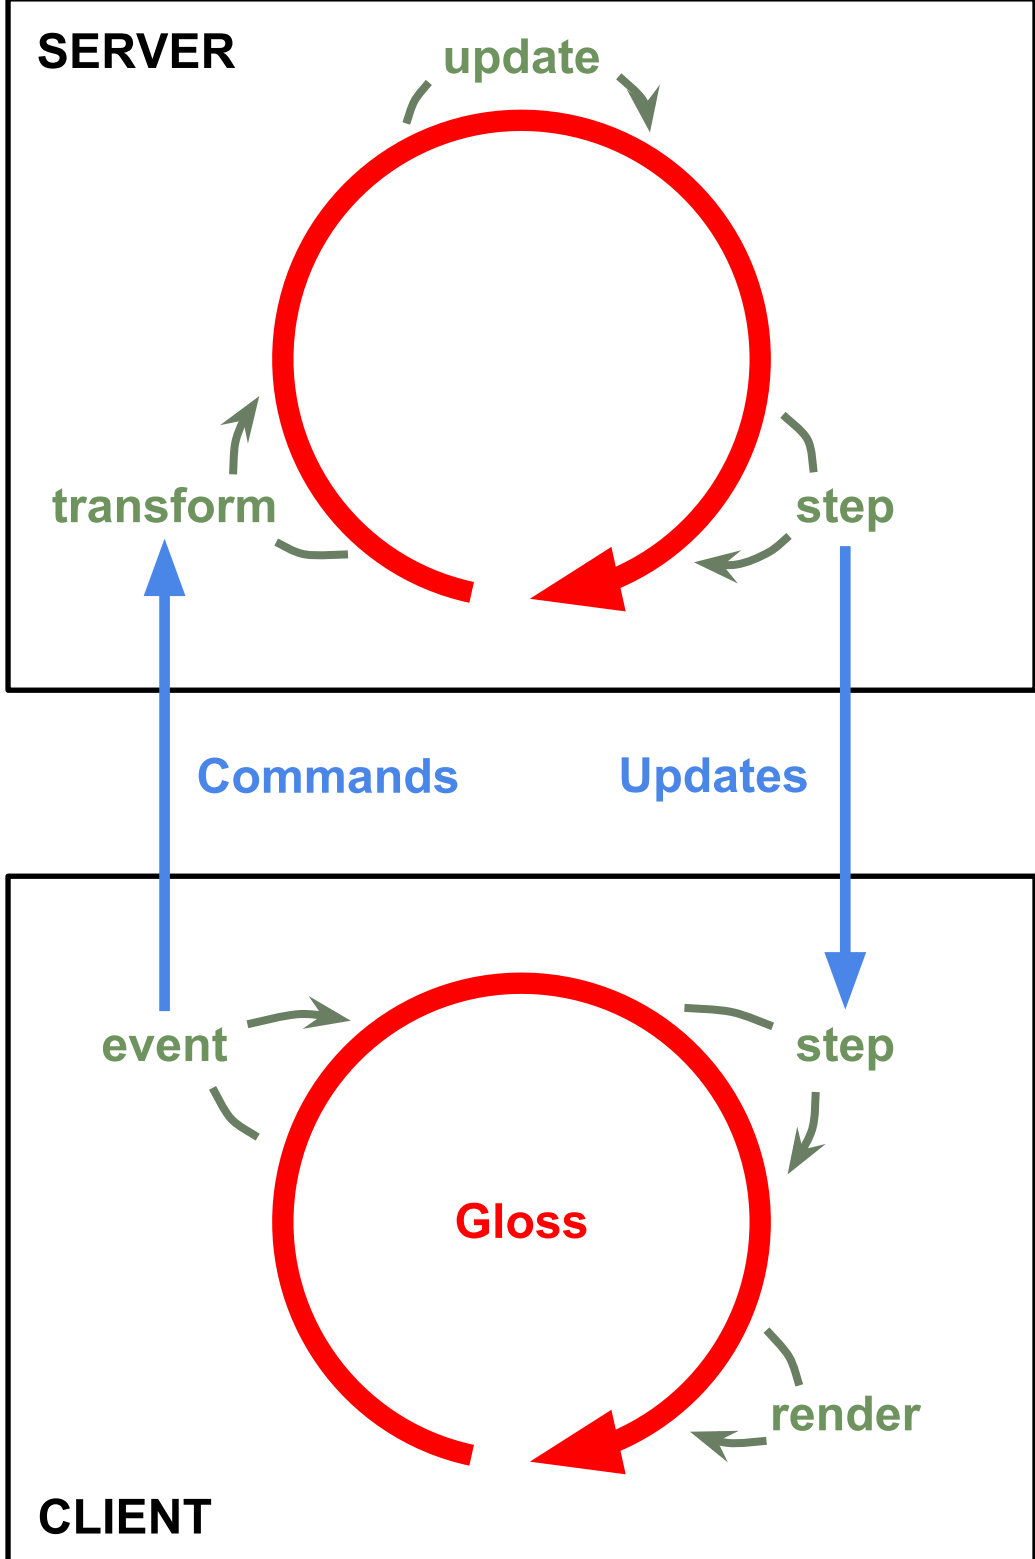 SERVER
update
transform
step
Commands
Updates
event
step
Gloss
render
CLIENT